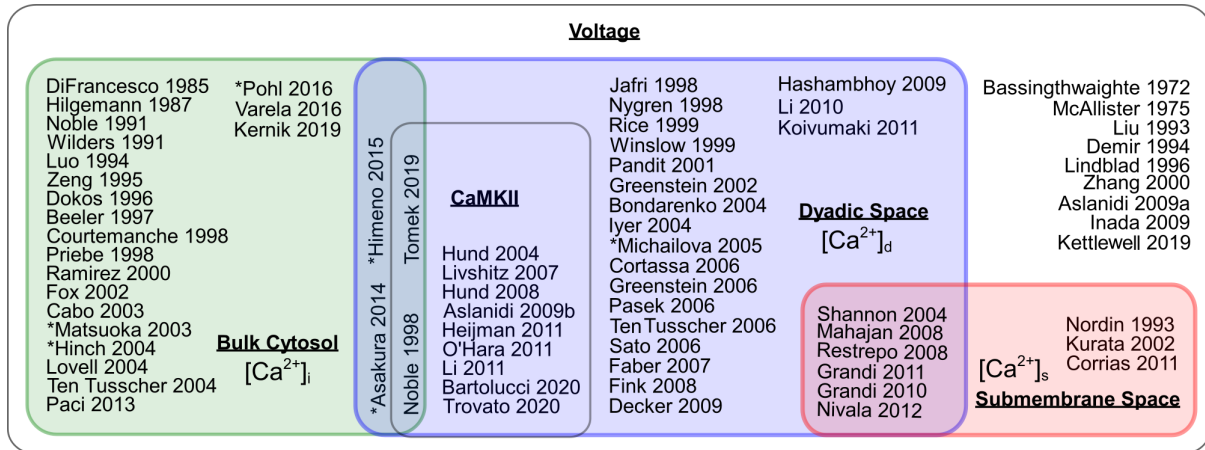 Voltage
DiFrancesco 1985
Hilgemann 1987
Noble 1991
Wilders 1991
Luo 1994
Zeng 1995
Dokos 1996
Beeler 1997
Courtemanche 1998
Priebe 1998
Ramirez 2000
Fox 2002
Cabo 2003
*Matsuoka 2003
*Hinch 2004
Lovell 2004
Ten Tusscher 2004
Paci 2013
*Pohl 2016
Varela 2016
Kernik 2019
Bulk Cytosol
[Ca2+]i
*Asakura 2014
*Himeno 2015
Noble 1998
Tomek 2019
CaMKII
Hund 2004
Livshitz 2007
Hund 2008
Aslanidi 2009b
Heijman 2011
O'Hara 2011
Li 2011
Bartolucci 2020
Trovato 2020
Jafri 1998
Nygren 1998
Rice 1999
Winslow 1999
Pandit 2001
Greenstein 2002
Bondarenko 2004
Iyer 2004
*Michailova 2005
Cortassa 2006
Greenstein 2006
Pasek 2006
Ten Tusscher 2006
Sato 2006
Faber 2007
Fink 2008
Decker 2009
Hashambhoy 2009
Li 2010
Koivumaki 2011
Dyadic Space
[Ca2+]d
Shannon 2004
Mahajan 2008
Restrepo 2008
Grandi 2011
Grandi 2010
Nivala 2012
Bassingthwaighte 1972
McAllister 1975
Liu 1993
Demir 1994
Lindblad 1996
Zhang 2000
Aslanidi 2009a
Inada 2009
Kettlewell 2019
Nordin 1993
Kurata 2002
Corrias 2011
[Ca2+]s
Submembrane Space